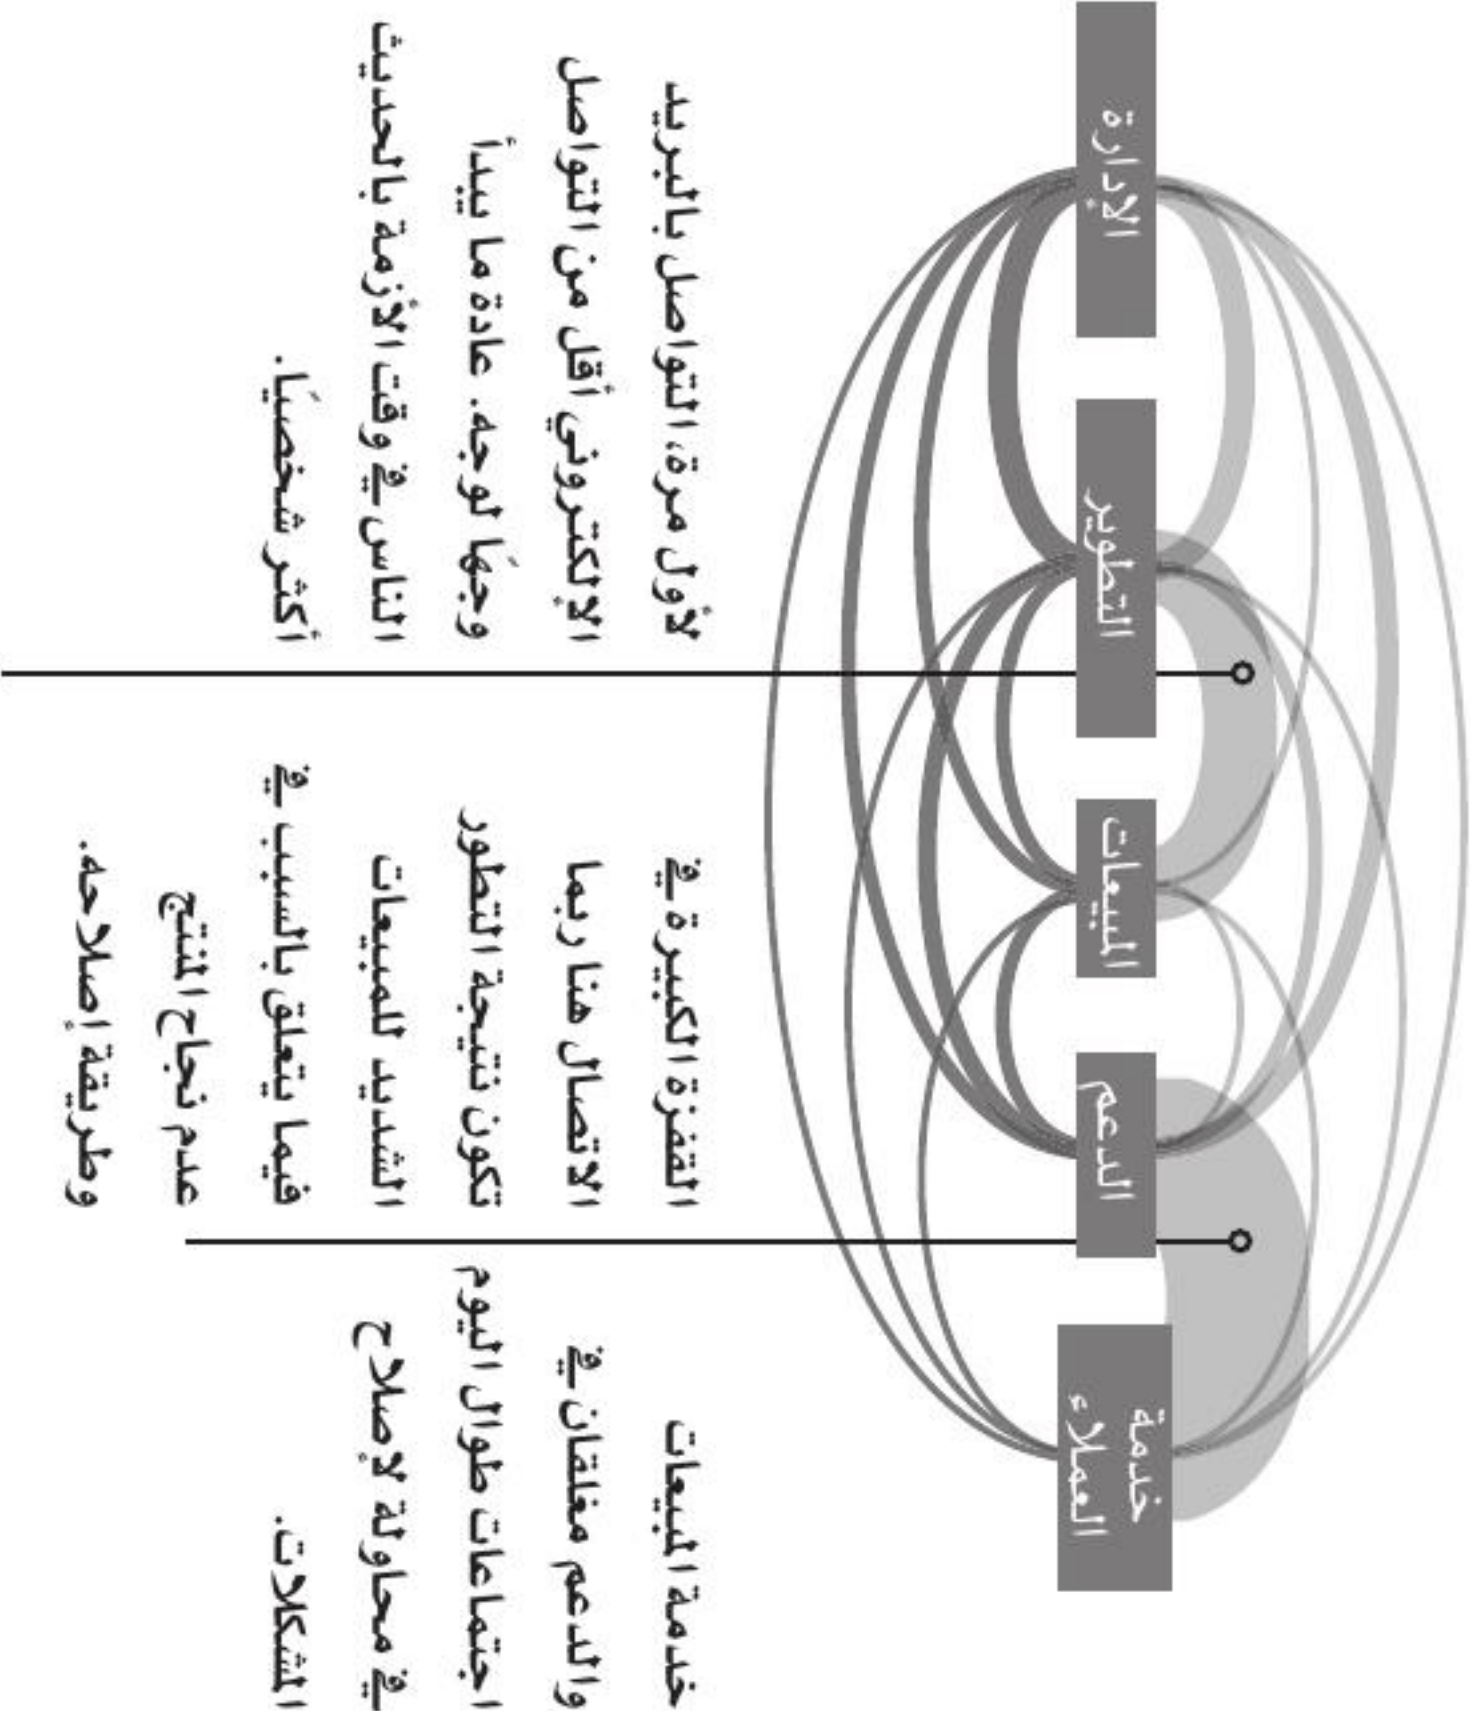 الإدارة
التطوير
المبيعات
الدعم
خدمة
العملاء
لأول مرة، التواصل بالبريد
الإلكتروني أقل من التواصل
وجهًا لوجه. عادة ما يبدأ
الناس في وقت الأزمة بالحديث
أكثر شخصيًا.
القفزة الكبيرة في
الاتصال هنا ربما
تكون نتيجة التطور
الشديد للمبيعات
فيما يتعلق بالسبب في
عدم نجاح المنتج
وطريقة إصلاحه.
خدمة المبيعات
والدعم مغلقان في
اجتماعات طوال اليوم
في محاولة لإصلاح
المشكلات.